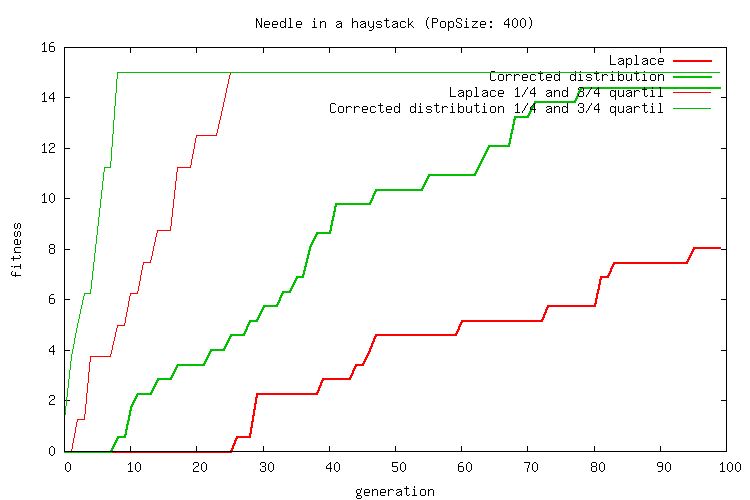 Needle in a haystack (PopSize: 400)
Laplace
Corrected distribution
Laplace 1/4 and 3/4 quartil
Corrected distribution 1/4 and 3/4 quartil
fitness
16
14
12
10
8
6
4
2
0
0 10 20 30 40 50 60 70 80 90 100
generation